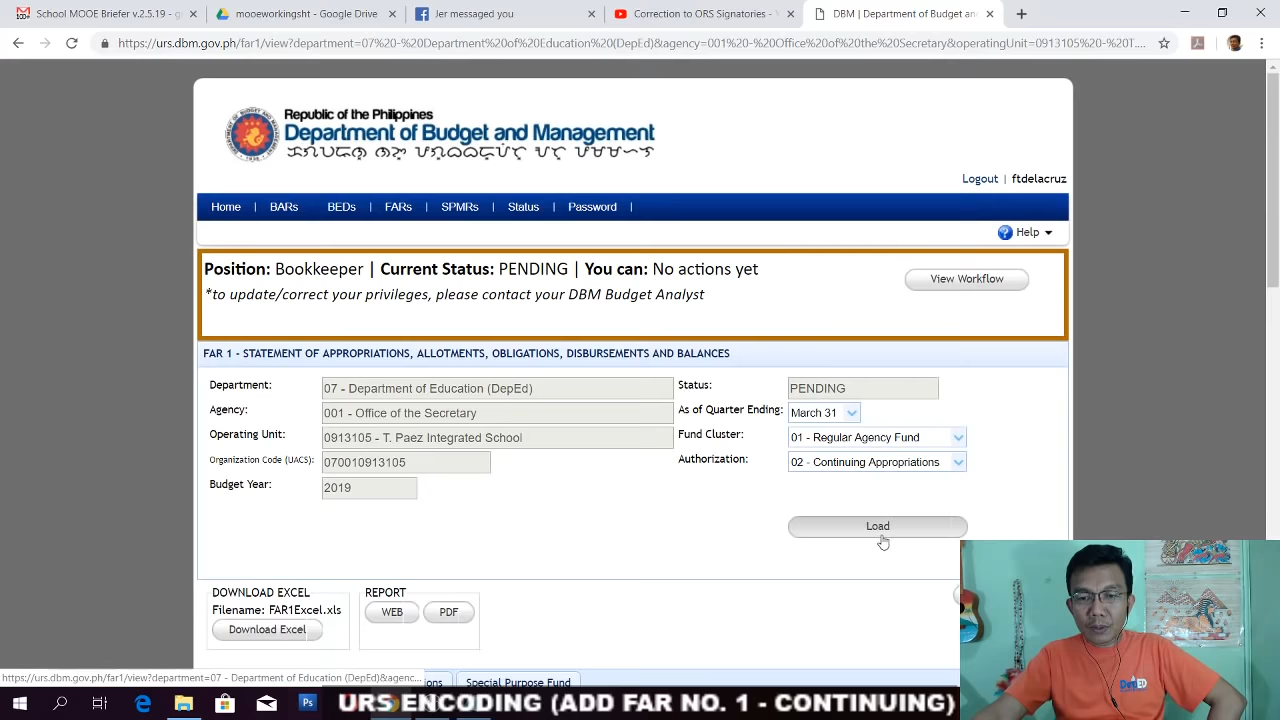 School MOOE Briefer v.2.5.19 - g
mooeworkingsht - Google Drive
Jer messaged you
Correction to ORS Signatories - 
DBM | Department of Budget an
https://urs.dbm.gov.ph/far1/view?department=07%20-%20Department%20of%20Education%20(DepEd)&agency=001%20-%20Office%20of%20the%20Secretary&operatingUnit=0913105%20-%20T....
Republic of the Philippines
Department of Budget and Management
Logout | ftdelacruz
Home | BARs BEDs | FARs | SPMRs | Status | Password |
Help
Position: Bookkeeper | Current Status: PENDING | You can: No actions yet
View Workflow
*to update/correct your privileges, please contact your DBM Budget Analyst
FAR 1 - STATEMENT OF APPROPRIATIONS, ALLOTMENTS, OBLIGATIONS, DISBURSEMENTS AND BALANCES
Department: 07 - Department of Education (DepEd) Status: PENDING
Agency: 001 - Office of the Secretary As of Quarter Ending: March 31
Operating Unit: 0913105 - T. Paez Integrated School Fund Cluster: 01 - Regular Agency Fund
Organization Code (UACS): 070010913105 Authorization: 02 - Continuing Appropriations
Budget Year: 2019
Load
DOWNLOAD EXCEL REPORT
Filename: FAR1Excel.xls WEB PDF
Download Excel
https://urs.dbm.gov.ph/far1/view?department=07 - Department of Education (DepEd)&agenc...
Special Purpose Fund
URS ENCODING (ADD FAR NO. 1 - CONTINUING)